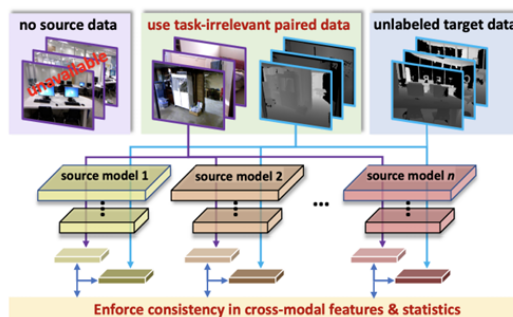 no source data
use task-irrelevant paired data
unlabeled target data
unavailable
source model 1
source model 2
...
source model n
Enforce consistency in cross-modal features & statistics